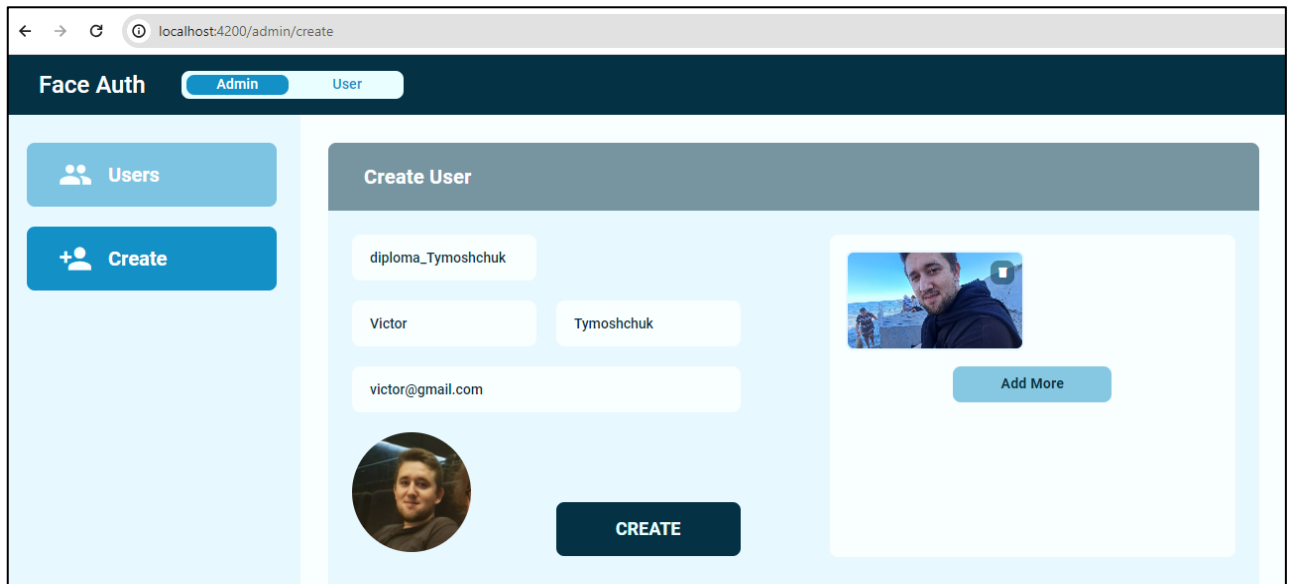 localhost:4200/admin/create
Face Auth
Admin
User
Users
Create
Create User
diploma_Tymoshchuk
Victor
Tymoshchuk
victor@gmail.com
CREATE
Add More